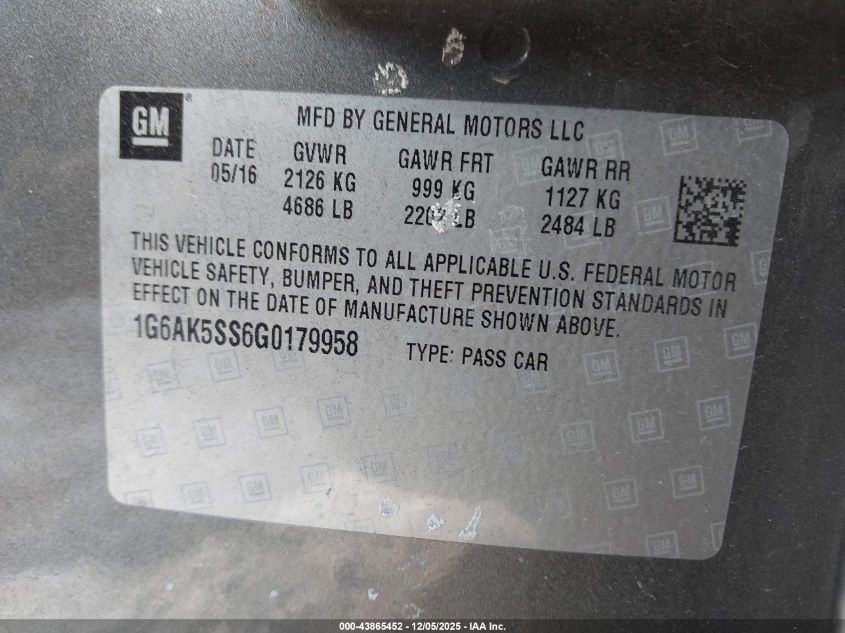 GM
MFD BY GENERAL MOTORS LLC
DATE GVWR GAWR FRT GAWR RR
05/16 2126 KG 999 KG 1127 KG
4686 LB LB 2484 LB
THIS VEHICLE CONFORMS TO ALL APPLICABLE U.S. FEDERAL MOTOR
VEHICLE SAFETY, BUMPER, AND THEFT PREVENTION STANDARDS IN
EFFECT ON THE DATE OF MANUFACTURE SHOWN ABOVE.
1G6AK5SS6G0179958 TYPE: PASS CAR
000-43865452 - 12/05/2025 - IAA Inc.